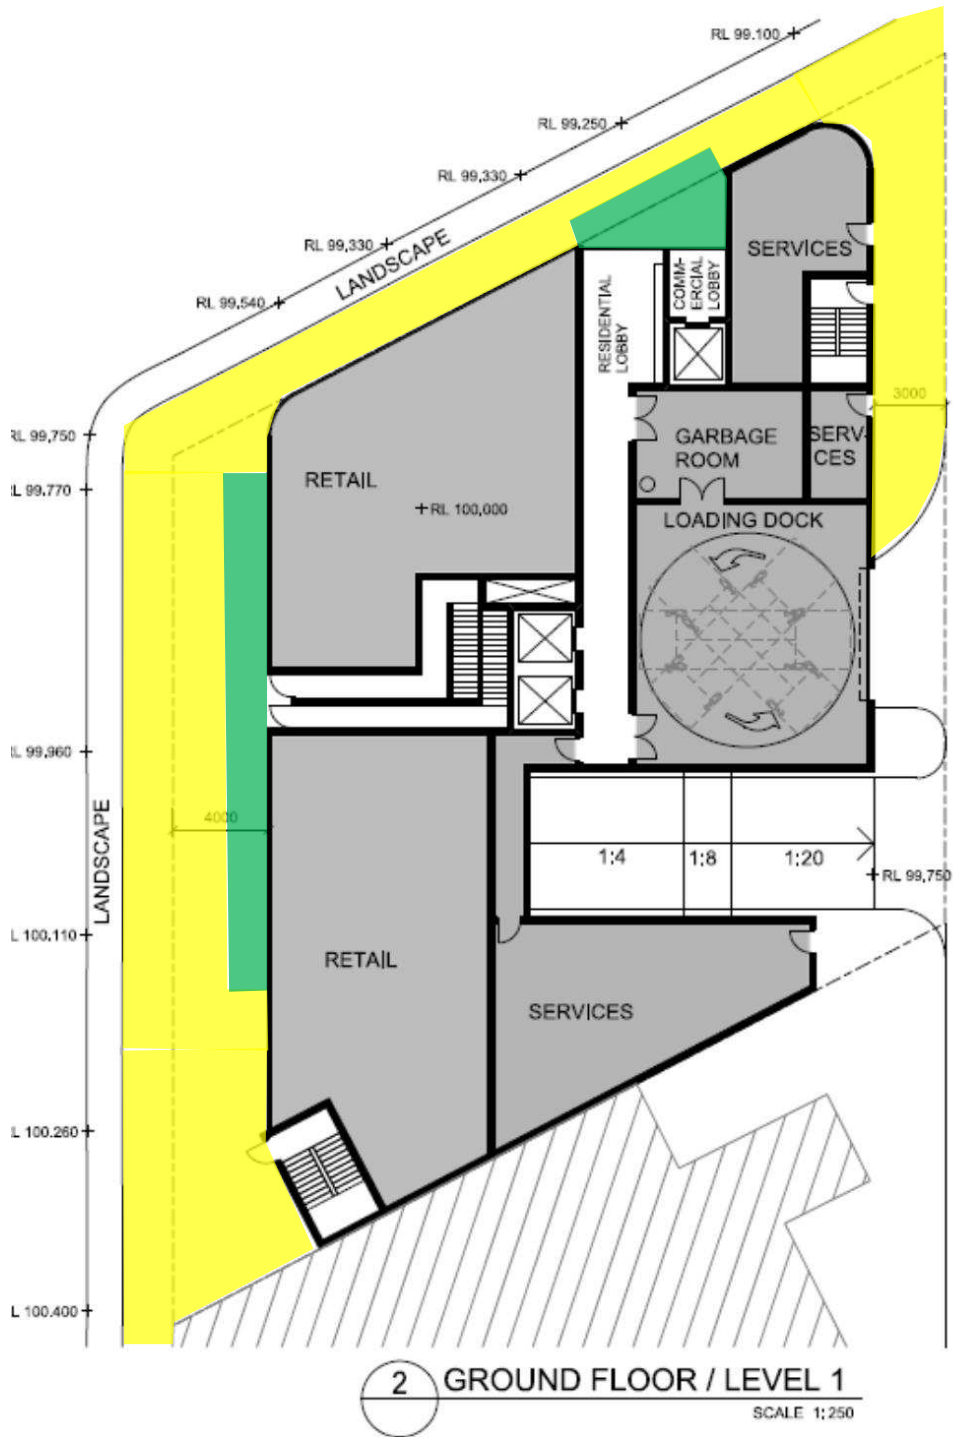 RL 99.100
RL 99.250
RL 99,330
RL 99,330
RL 99,540
LANDSCAPE
SERVICES
COMM-
ERCIAL
LOBBY
RESIDENTIAL
LOBBY
3000
RL 99,750
L 99.770
RETAIL
RL 100,000
GARBAGE
ROOM
SERV-
CES
LOADING DOCK
L 99,960
4000
LANDSCAPE
1:4
1:8
1:20
RL 99,750
L 100.110
RETAIL
SERVICES
L 100.260
L 100.400
2
GROUND FLOOR / LEVEL 1
SCALE 1:250